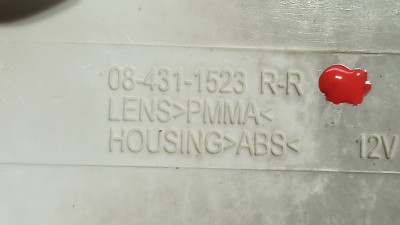 08-431-1523 R-R
LENS>PMMA<
HOUSING>ABS< 12V